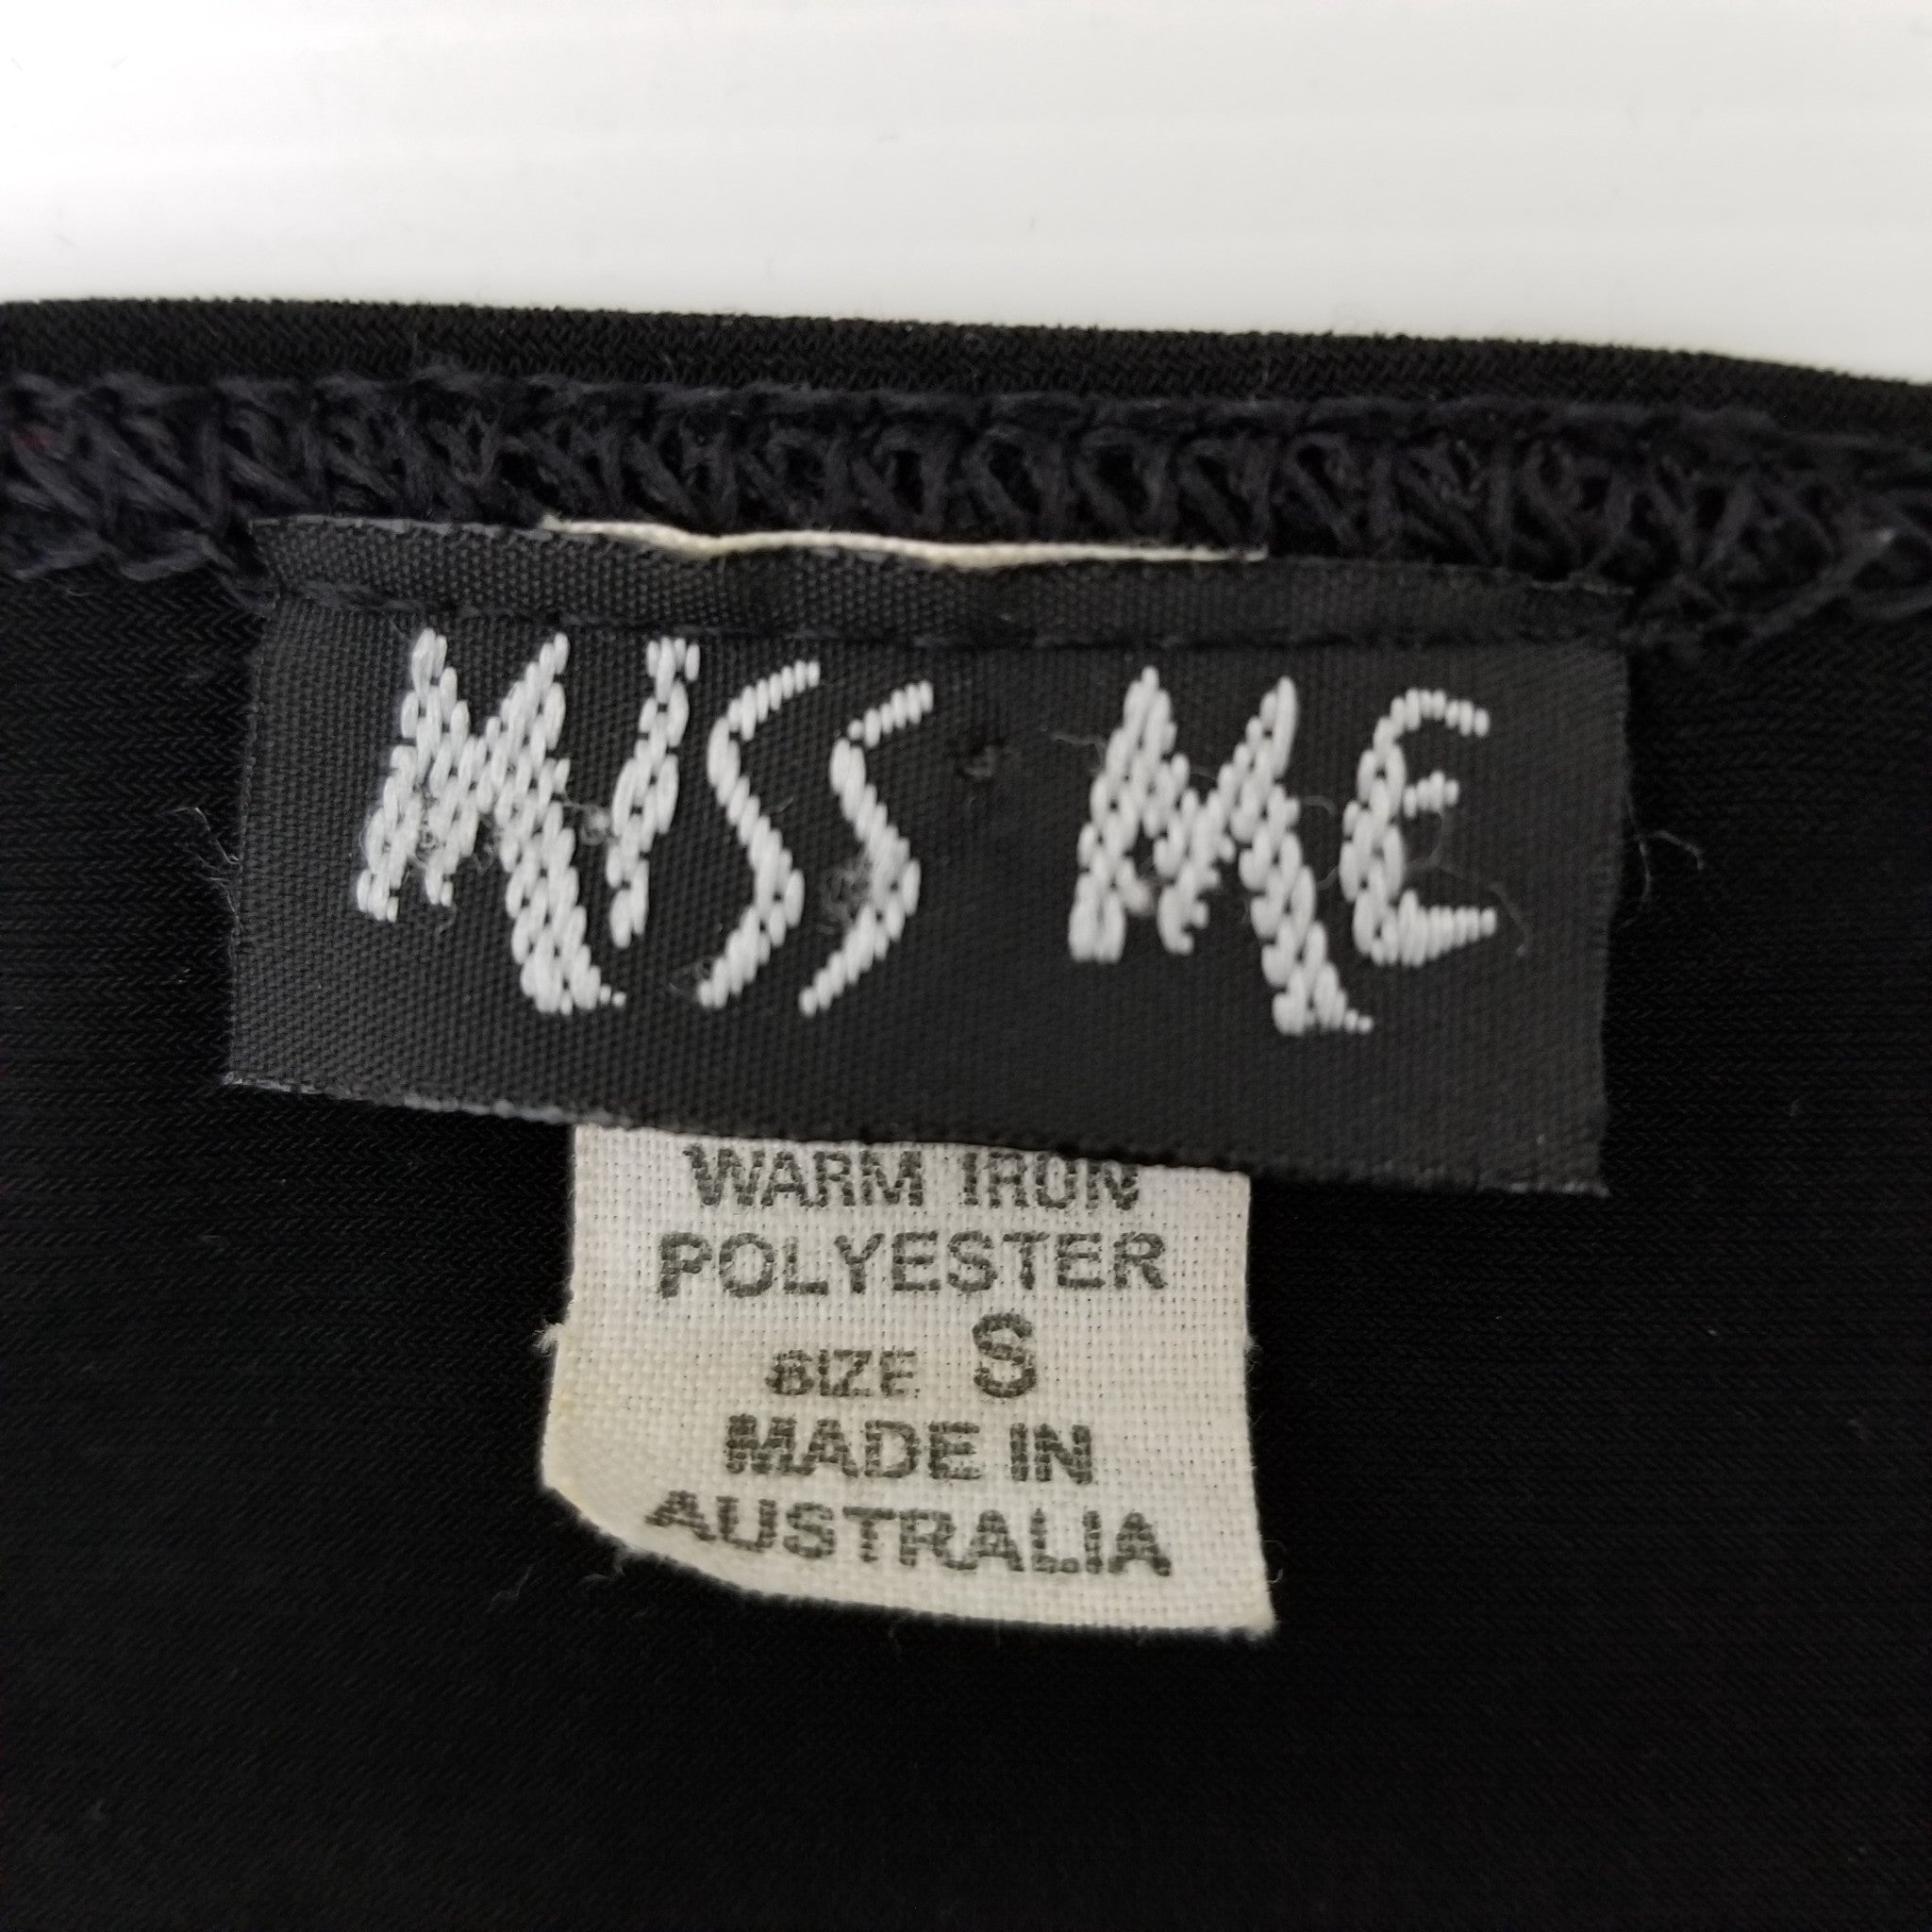 MISS ME
WARM IRON
POLYESTER
SIZE S
MADE IN
AUSTRALIA